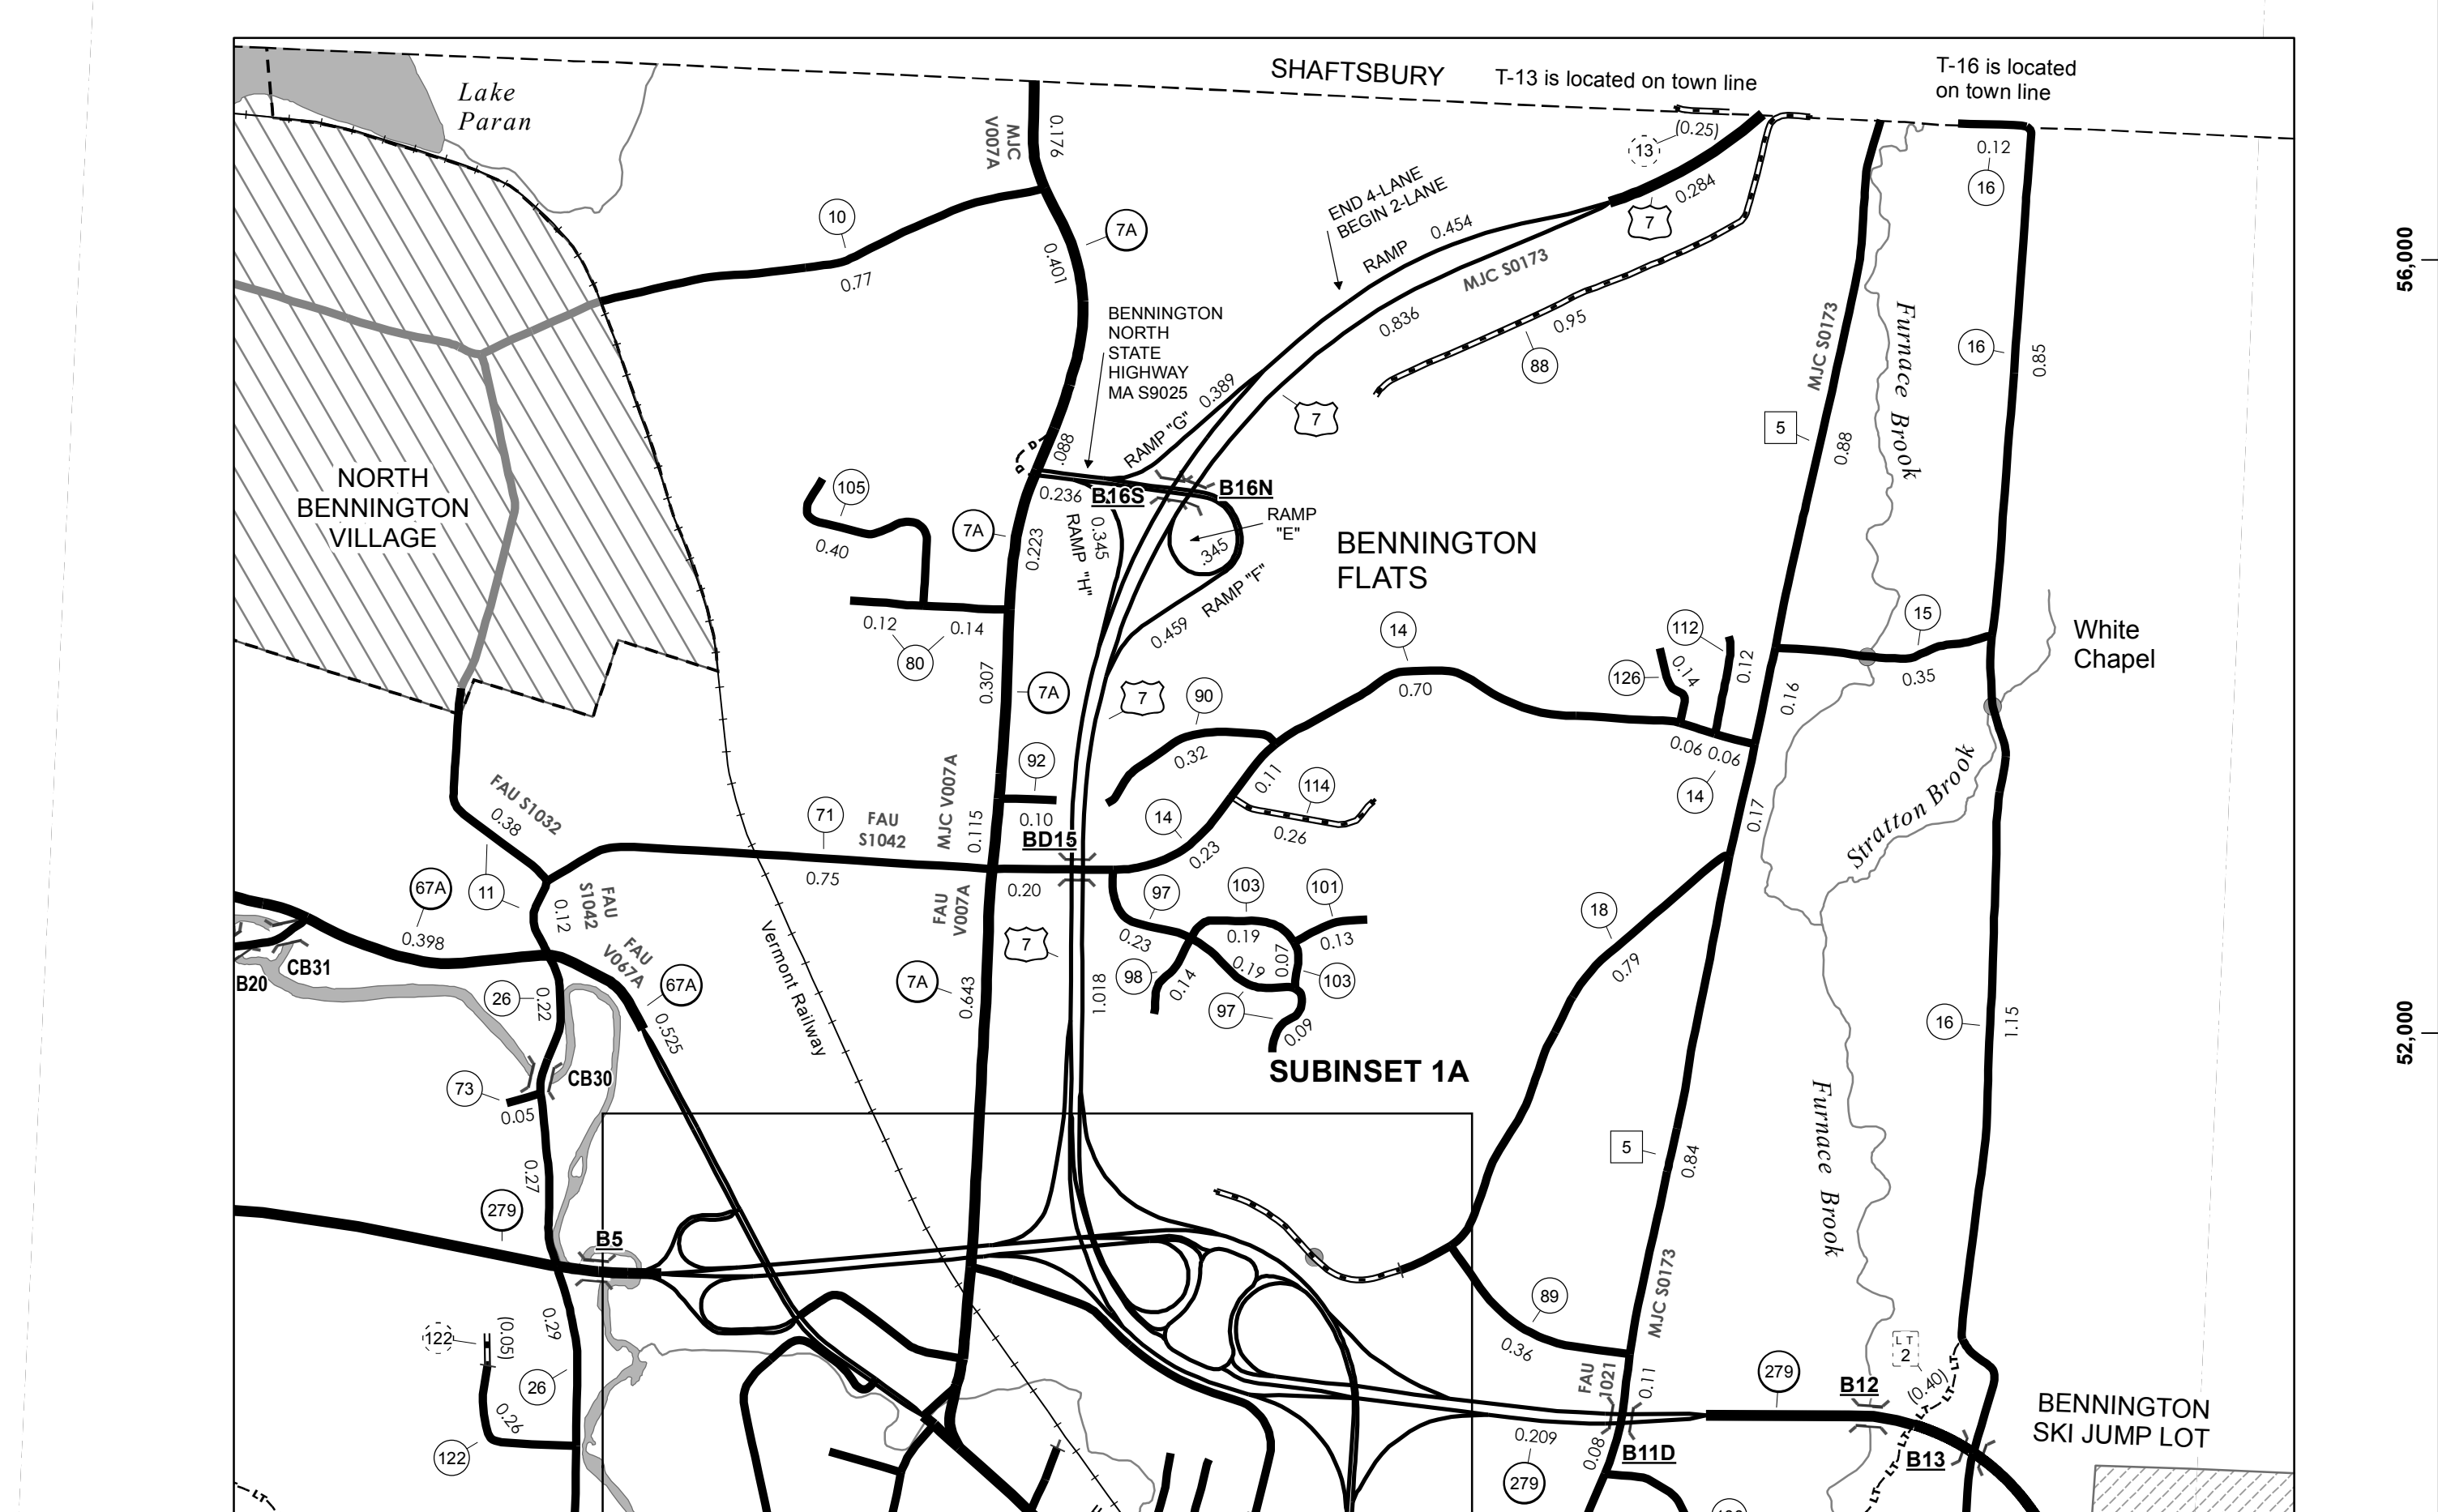 SHAFTSBURY
T-13 is located on town line
T-16 is located
on town line
Lake
Paran
MJC
V007A
0.176
(0.25)
13
0.12
16
0.284
7
END 4-LANE
BEGIN 2-LANE
RAMP
0.454
MJC S0173
0.836
0.95
88
10
0.77
7A
0.401
56,000
BENNINGTON
NORTH
STATE
HIGHWAY
MA S9025
Furnace Brook
MJC S0173
16
0.85
5
0.88
7
RAMP "G"
0.389
.088
D
D
NORTH
BENNINGTON
VILLAGE
105
0.40
0.236
B16S
B16N
RAMP
"E"
.345
0.345
RAMP "H"
RAMP "F"
0.459
7A
0.223
BENNINGTON
FLATS
0.12
0.14
80
0.307
7A
7
14
0.70
126
0.14
112
0.12
0.16
15
0.35
White
Chapel
90
0.32
0.06
0.06
14
0.17
Stratton Brook
FAU S1032
0.38
11
71
FAU
S1042
MJC V007A
0.115
92
0.10
BD15
0.11
114
0.26
14
0.23
0.75
0.20
67A
0.398
FAU
S1042
0.12
FAU
V067A
67A
0.525
FAU
V007A
7
97
0.23
103
0.19
101
0.13
0.07
103
98
0.14
0.19
97
0.09
18
0.79
B20
CB31
26
0.22
Vermont Railway
7A
0.643
1.018
16
1.15
52,000
SUBINSET 1A
73
0.05
CB30
0.27
279
B5
5
0.84
Furnace Brook
MJC S0173
89
0.36
122
(0.05)
0.29
26
0.26
122
FAU
1021
0.11
279
B12
LT
2
(0.40)
LT
LT
LT
LT
LT
BENNINGTON
SKI JUMP LOT
0.209
279
0.08
B11D
B13
LT